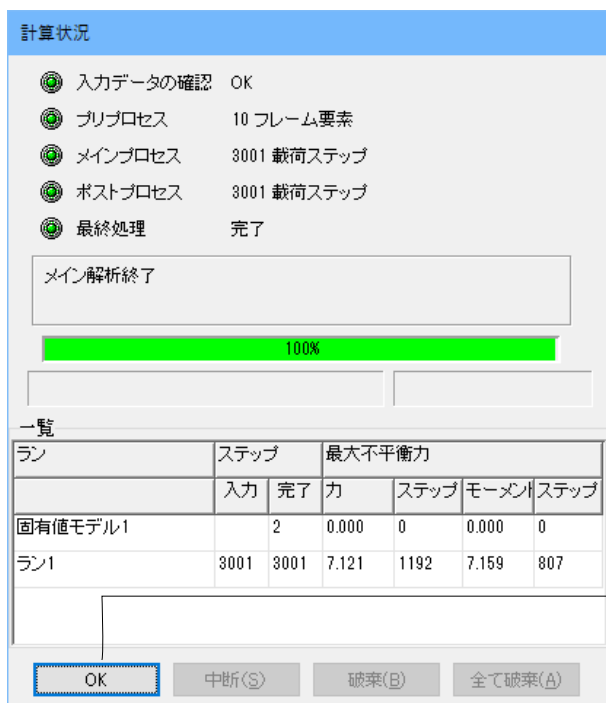 計算状況
入力データの確認 OK
プリプロセス 10 フレーム要素
メインプロセス 3001 載荷ステップ
ポストプロセス 3001 載荷ステップ
最終処理 完了
メイン解析終了
100%
一覧
ラン ステップ 最大不平衡力
入力 完了 力 ステップ モーメント ステップ
固有値モデル1 2 0.000 0 0.000 0
ラン1 3001 3001 7.121 1192 7.159 807
OK 中断(S) 破棄(B) 全て破棄(A)